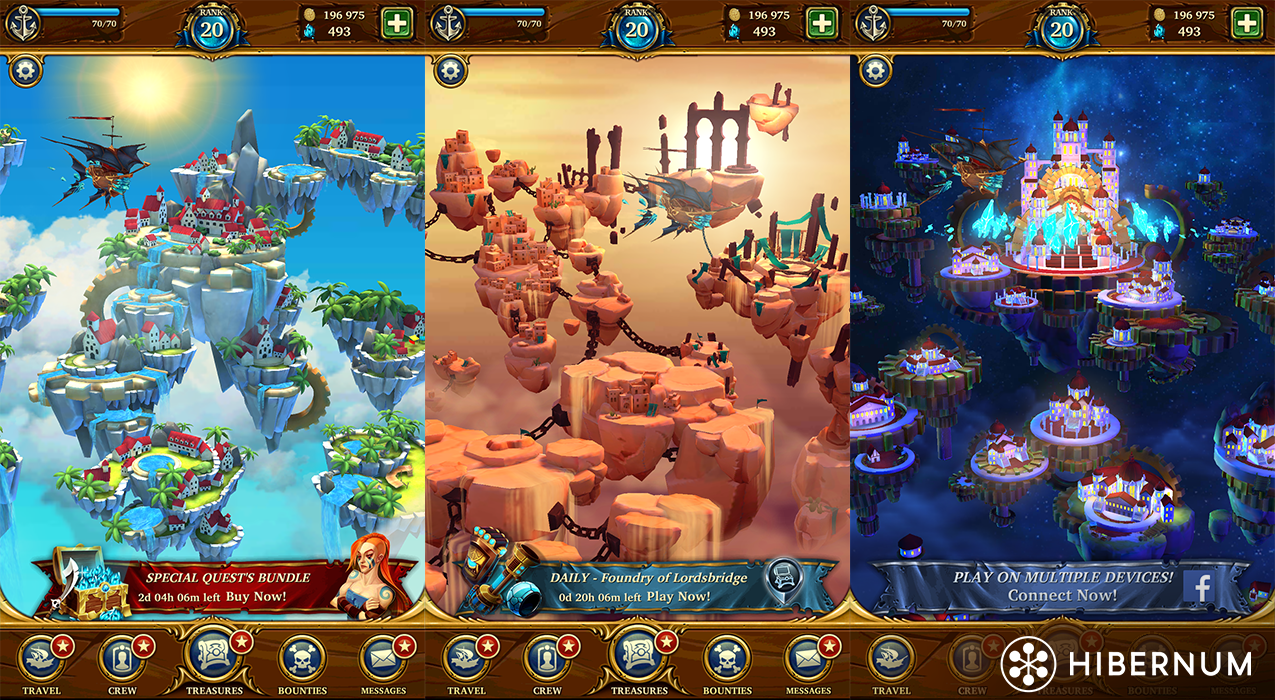 70/70
RANK
20
196 975
493
SPECIAL QUEST'S BUNDLE
2d 04h 06m left Buy Now!
TRAVEL
CREW
TREASURES
BOUNTIES
MESSAGES
70/70
RANK
20
196 975
493
DAILY - Foundry of Lordsbridge
0d 20h 06m left Play Now!
TRAVEL
CREW
TREASURES
BOUNTIES
MESSAGES
70/70
RANK
20
196 975
493
PLAY ON MULTIPLE DEVICES!
Connect Now!
f
TRAVEL
CREW
TREASURES
BOUNTIES
MESSAGES
HIBERNUM